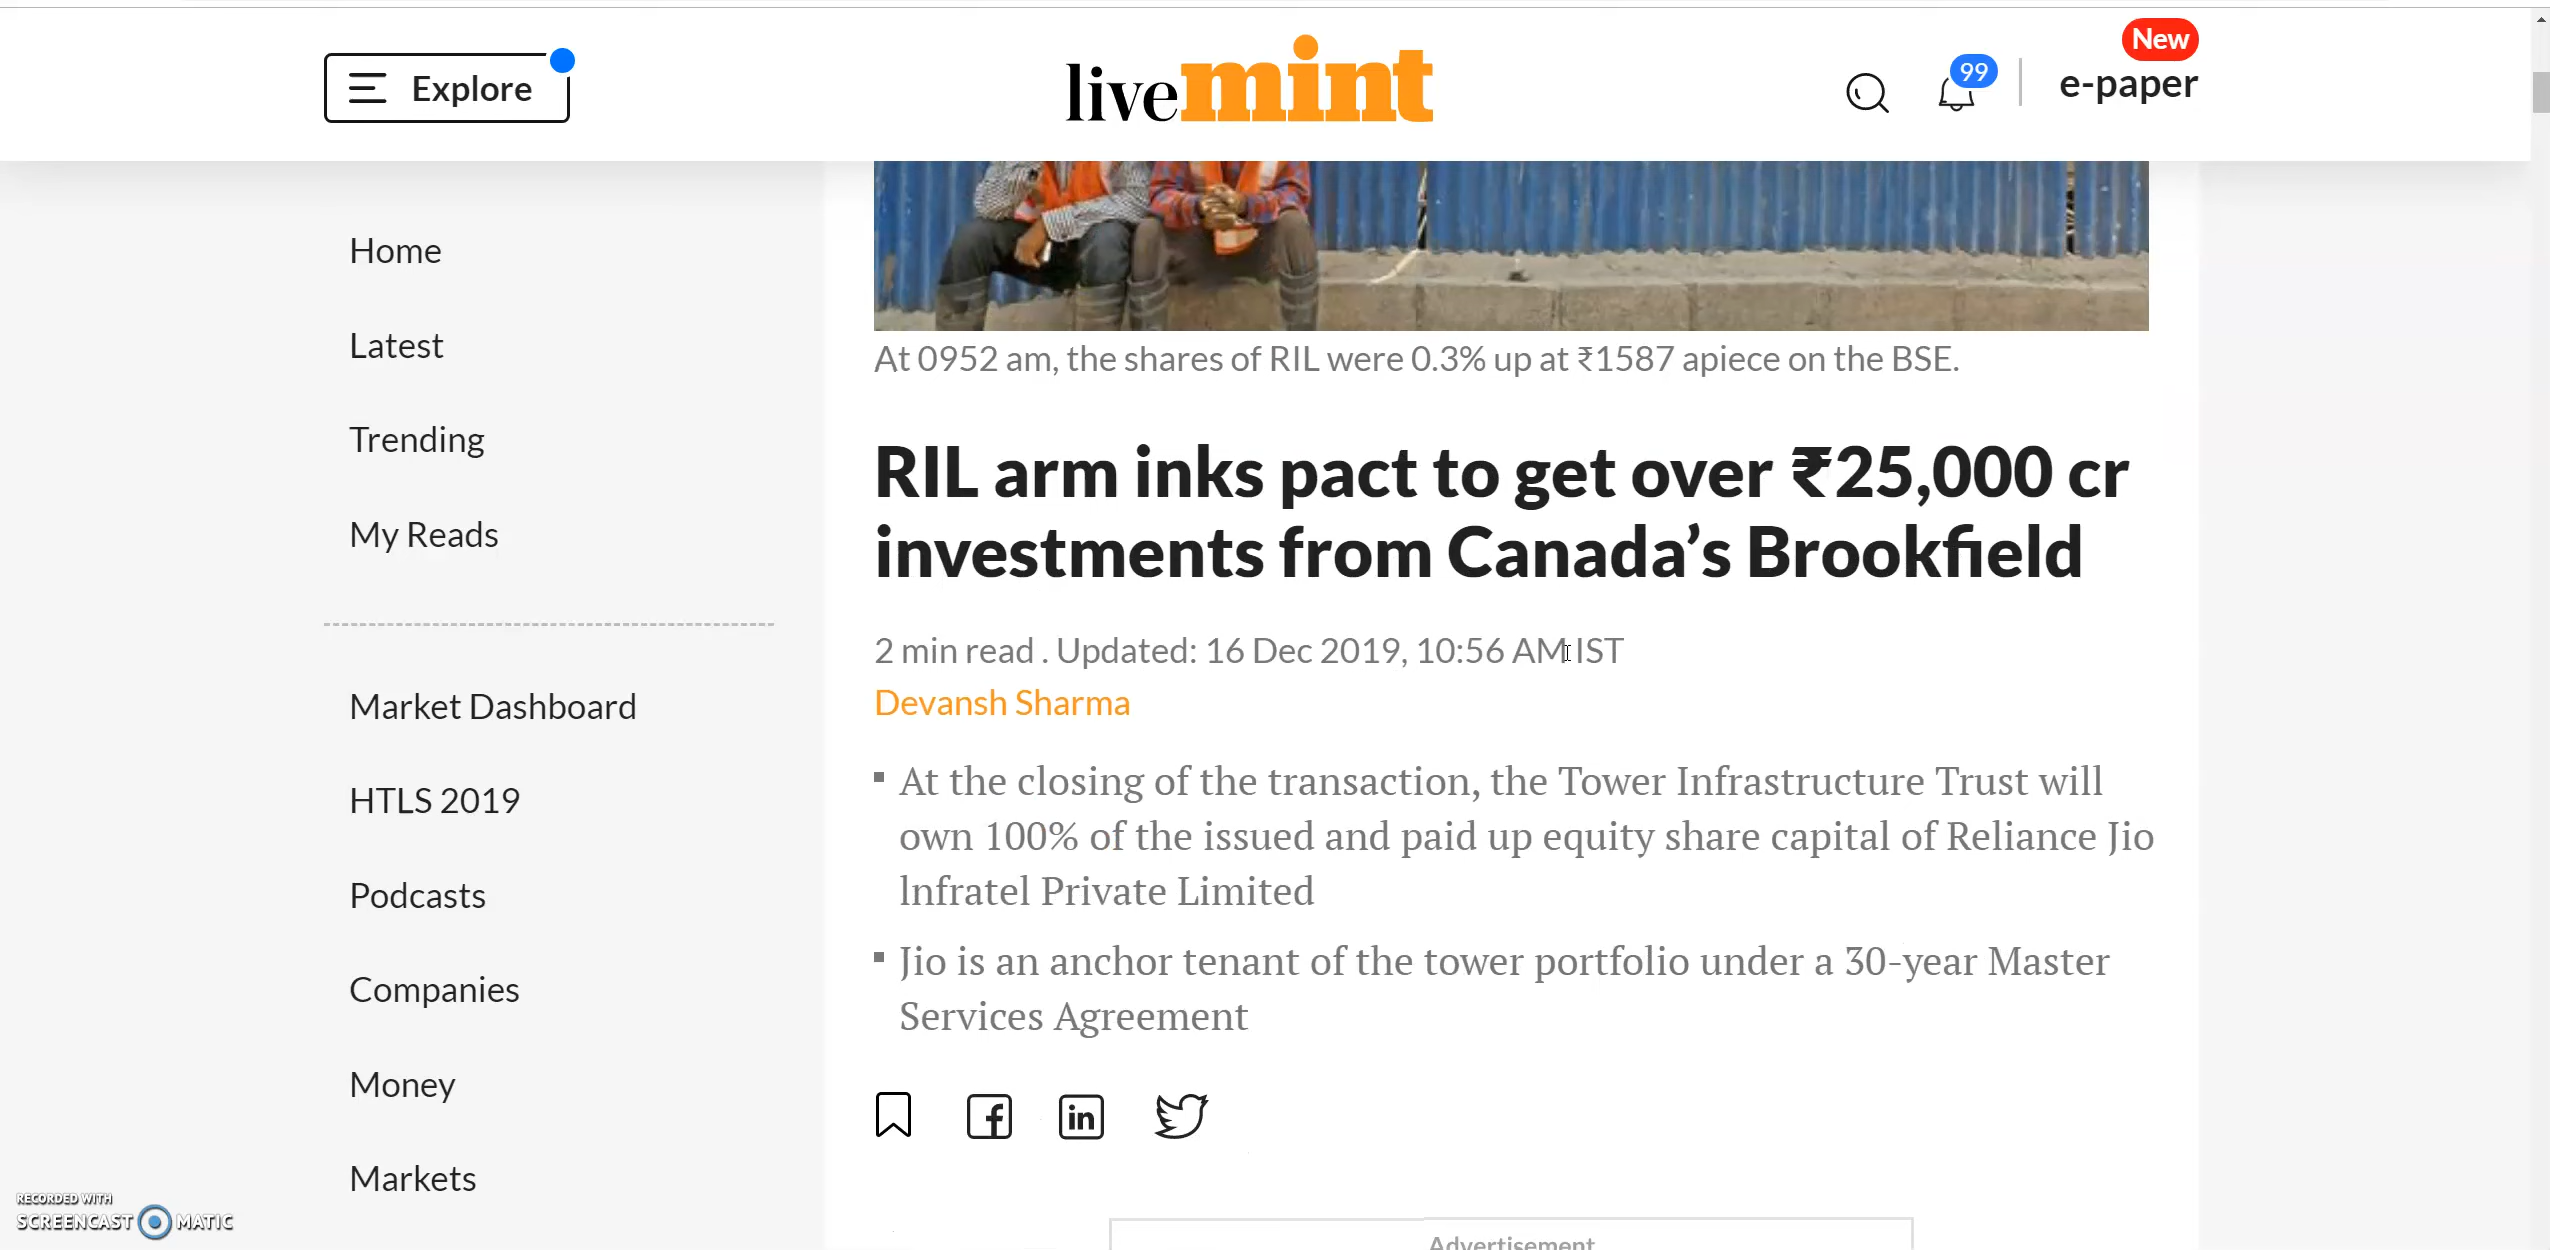 New
Explore
livemint
99
e-paper
Home
Latest
Trending
My Reads
Market Dashboard
HTLS 2019
Podcasts
Companies
Money
Markets
At 0952 am, the shares of RIL were 0.3% up at ₹1587 apiece on the BSE.
RIL arm inks pact to get over ₹25,000 cr
investments from Canada’s Brookfield
2 min read . Updated: 16 Dec 2019, 10:56 AM IST
Devansh Sharma
At the closing of the transaction, the Tower Infrastructure Trust will
own 100% of the issued and paid up equity share capital of Reliance Jio
lnfratel Private Limited
Jio is an anchor tenant of the tower portfolio under a 30-year Master
Services Agreement
Advertisement
RECORDED WITH
SCREENCAST MATIC